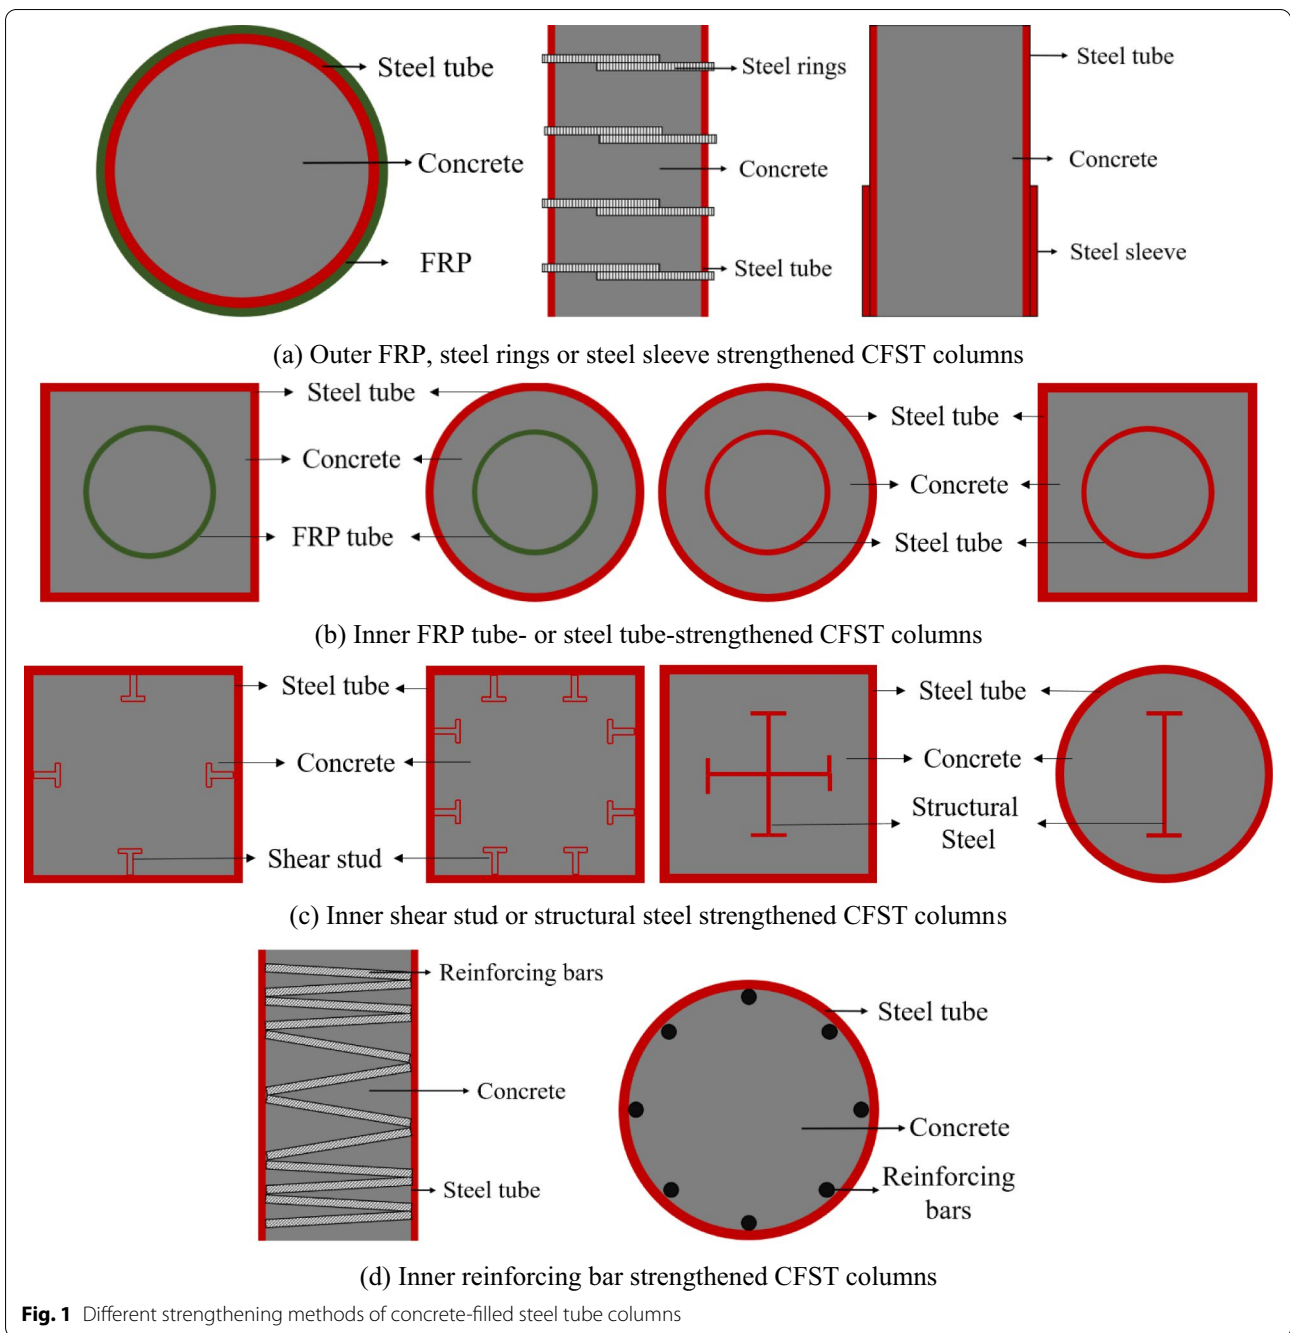 Steel tube
Concrete
FRP
Steel rings
Concrete
Steel tube
Steel tube
Concrete
Steel sleeve
(a) Outer FRP, steel rings or steel sleeve strengthened CFST columns
Steel tube
Concrete
FRP tube
Steel tube
Concrete
Steel tube
(b) Inner FRP tube- or steel tube-strengthened CFST columns
Steel tube
Concrete
Shear stud
Steel tube
Concrete
Structural
Steel
(c) Inner shear stud or structural steel strengthened CFST columns
Reinforcing bars
Concrete
Steel tube
Steel tube
Concrete
Reinforcing
bars
(d) Inner reinforcing bar strengthened CFST columns
Fig. 1 Different strengthening methods of concrete-filled steel tube columns